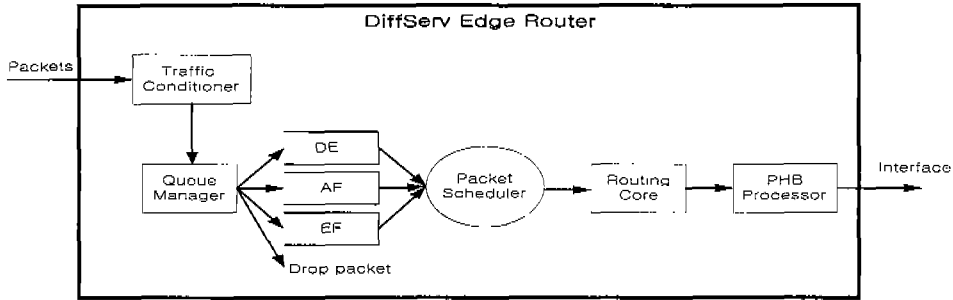 DiffServ Edge Router
Packets
Traffic
Conditioner
DE
Queue
Manager
AF
EF
Drop packet
Packet
Scheduler
Routing
Core
PHB
Processor
Interface